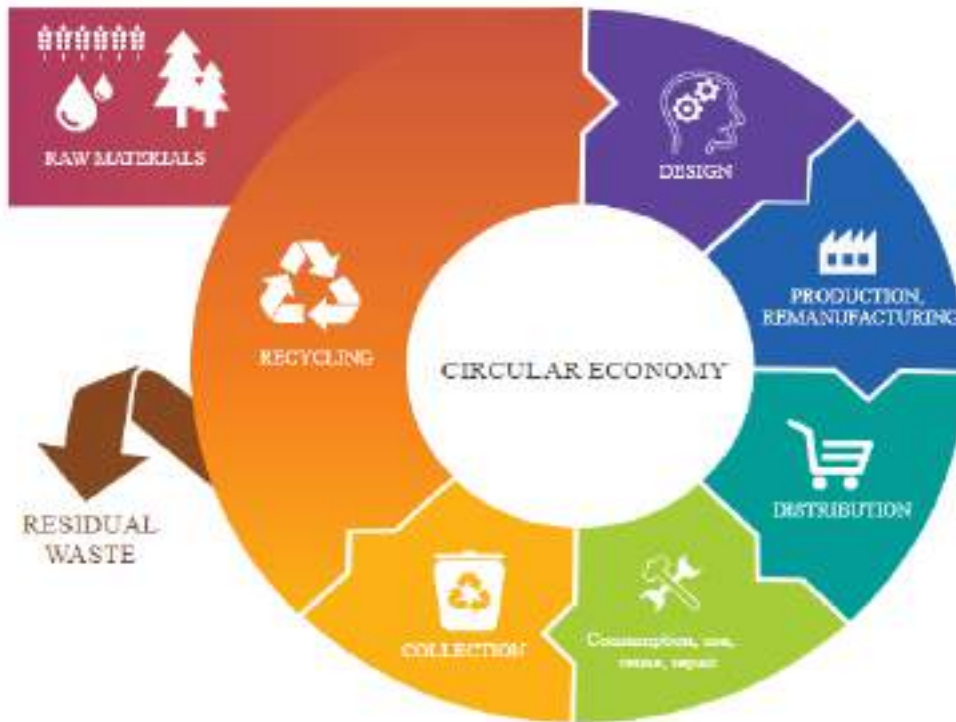 RAW MATERIALS
DESIGN
PRODUCTION,
REMANUFACTURING
RECYCLING
CIRCULAR ECONOMY
DISTRIBUTION
RESIDUAL
WASTE
COLLECTION
Consumption, use,
reuse, repair